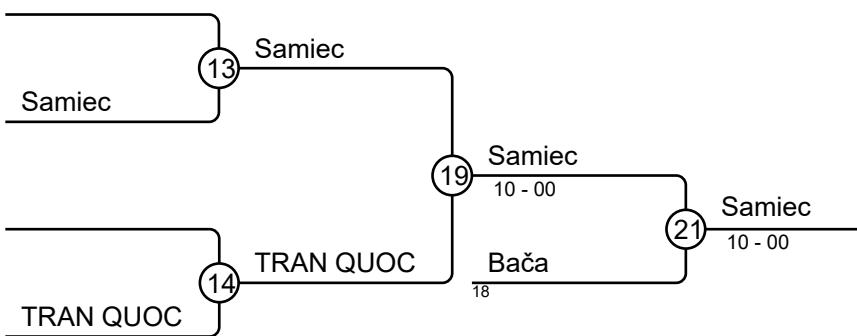 Samiec
13
Samiec
TRAN QUOC
14
TRAN QUOC
19
Samiec
10 - 00
Bača
18
21
Samiec
10 - 00